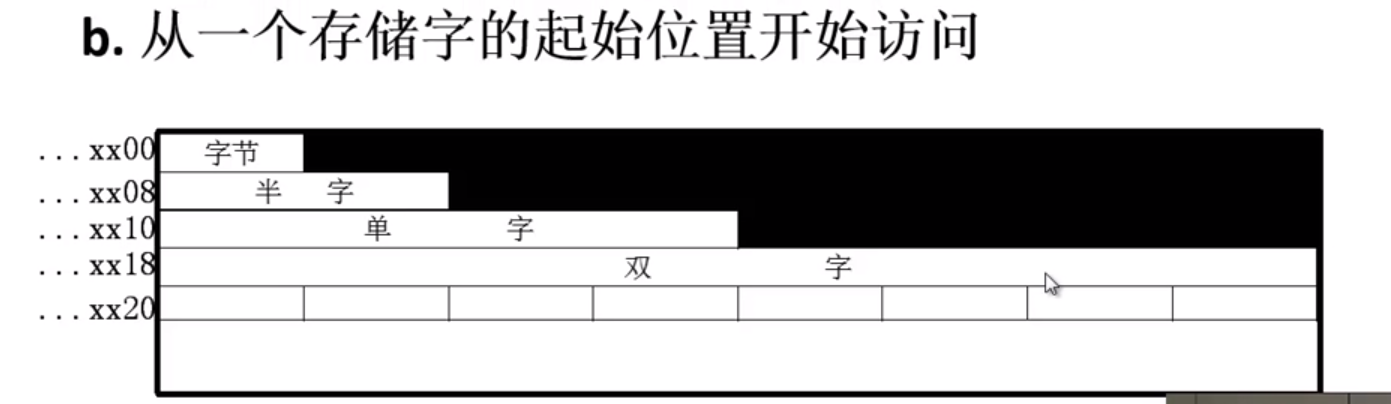 b. 从一个存储字的起始位置开始访问
...xx00 字节
...xx08 半 字
...xx10 单 字
...xx18 双 字
...xx20